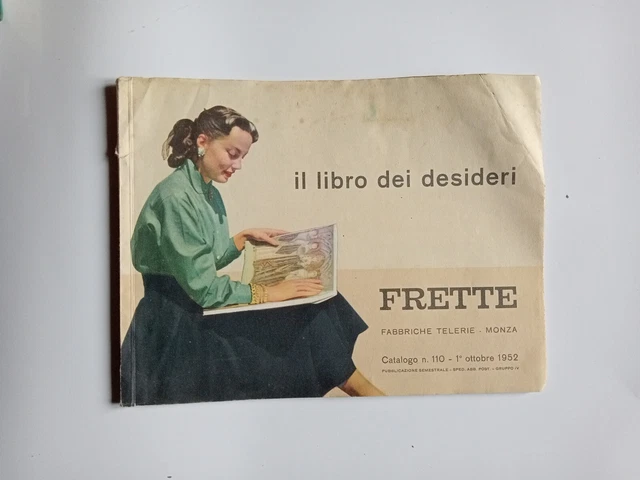 il libro dei desideri
FRETTE
FABBRICHE TELERIE - MONZA
Catalogo n. 110 - 1° ottobre 1952
PUBBLICAZIONE SEMESTRALE - SPED. ABB. POST. - GRUPPO IV